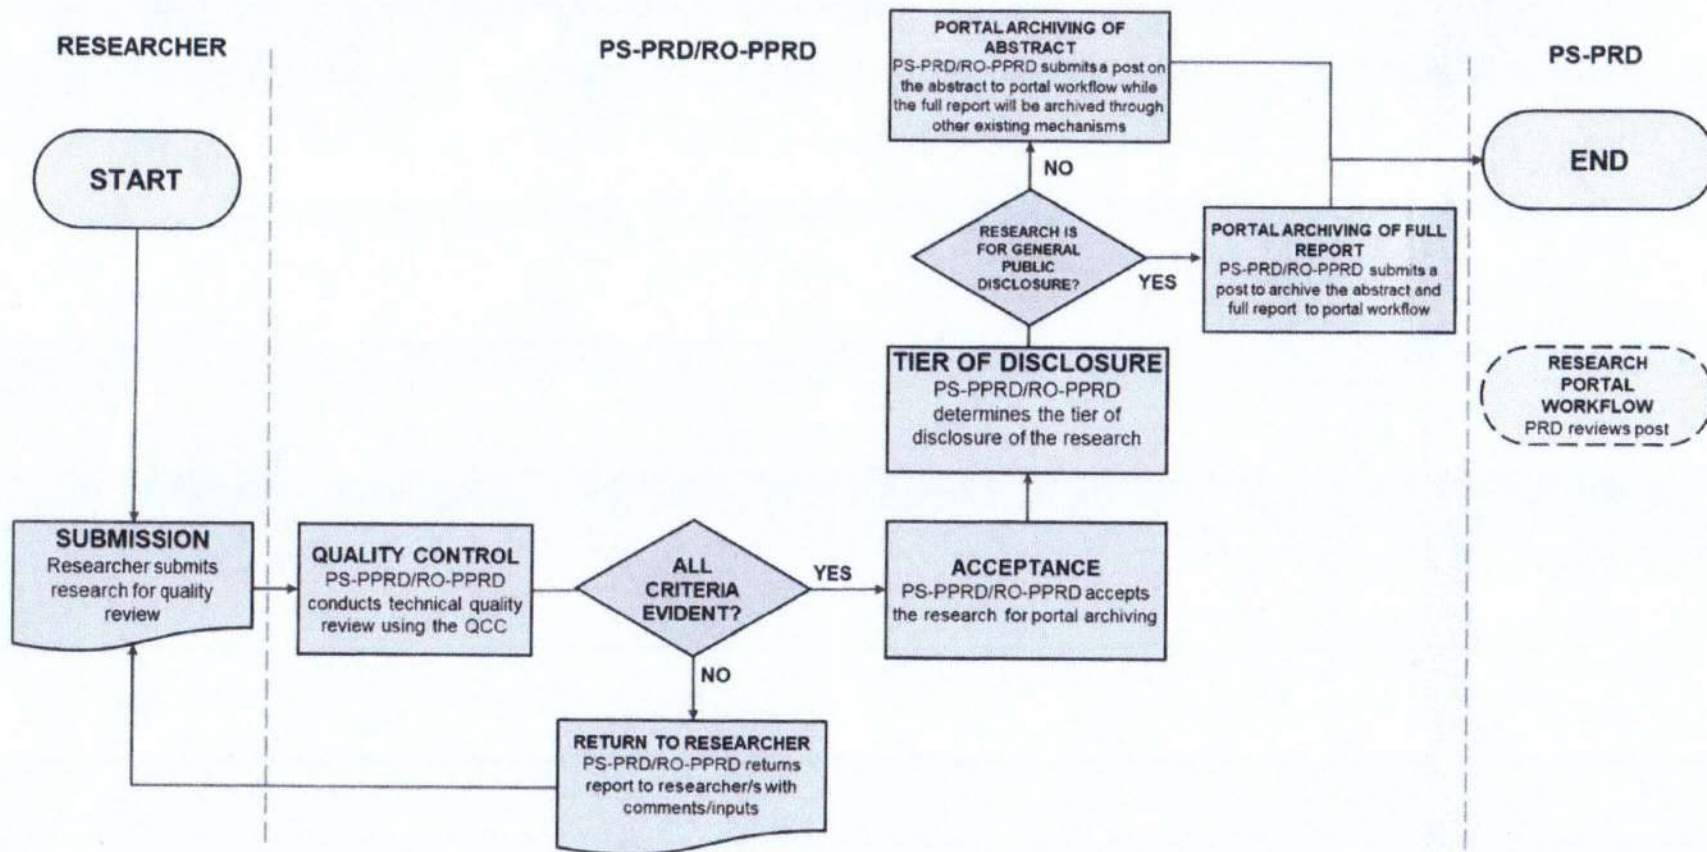 RESEARCHER
PS-PRD/RO-PPRD
PS-PRD
START
SUBMISSION
Researcher submits
research for quality
review
QUALITY CONTROL
PS-PPRD/RO-PPRD
conducts technical quality
review using the QCC
ALL
CRITERIA
EVIDENT?
YES
NO
RETURN TO RESEARCHER
PS-PRD/RO-PPRD returns
report to researcher/s with
comments/inputs
ACCEPTANCE
PS-PPRD/RO-PPRD accepts
the research for portal archiving
TIER OF DISCLOSURE
PS-PPRD/RO-PPRD
determines the tier of
disclosure of the research
RESEARCH IS
FOR GENERAL
PUBLIC
DISCLOSURE?
NO
YES
PORTAL ARCHIVING OF
ABSTRACT
PS-PRD/RO-PPRD submits a post on
the abstract to portal workflow while
the full report will be archived through
other existing mechanisms
PORTAL ARCHIVING OF FULL
REPORT
PS-PRD/RO-PPRD submits a
post to archive the abstract and
full report to portal workflow
END
RESEARCH
PORTAL
WORKFLOW
PRD reviews post